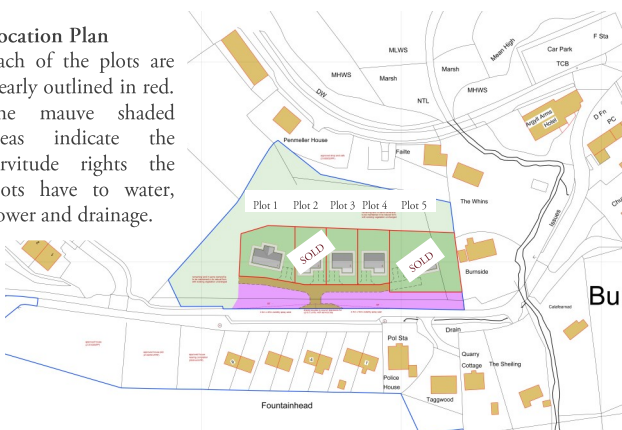 ocation Plan
ach of the plots are
early outlined in red.
he mauve shaded
eas indicate the
rvitude rights the
ots have to water,
ower and drainage.
MLWS
MHWS
Marsh
DW
NTL
Marsh
MHWS
Mean High
Car Park
TCB
F Sta
Argyll Arms
Hotel
D Fn
PC
Penmeller House
Failte
The Whins
Issues
Plot 1
Plot 2
Plot 3
Plot 4
Plot 5
SOLD
SOLD
Burnside
Bu
Drain
Pol Sta
Police
House
Quarry
Cottage
The Sheiling
Taggwood
Fountainhead